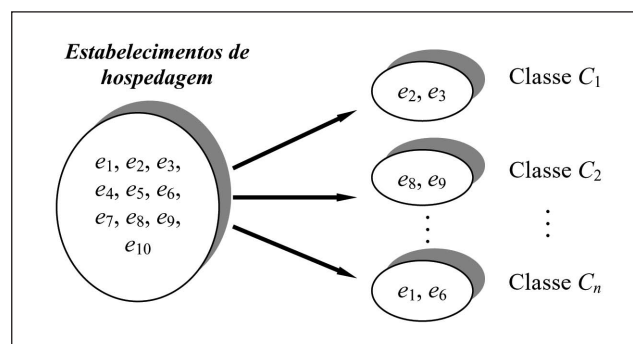 Estabelecimentos de
hospedagem
e1, e2, e3,
e4, e5, e6,
e7, e8, e9,
e10
e2, e3
Classe C1
e8, e9
Classe C2
e1, e6
Classe Cn